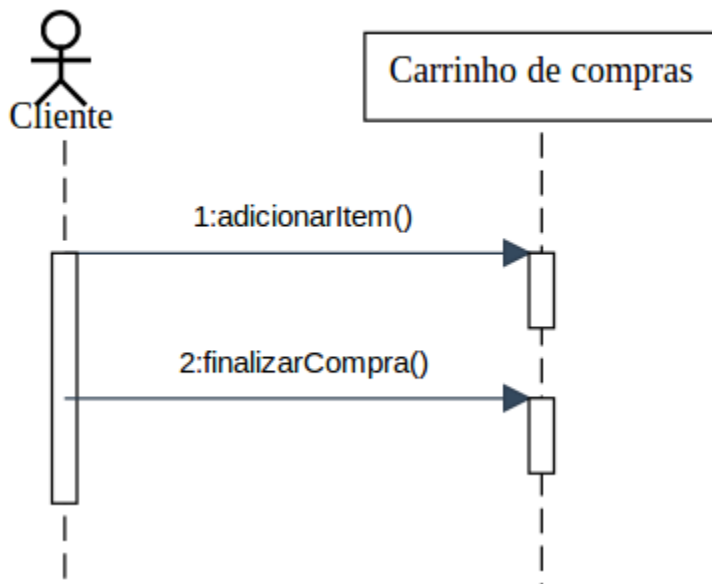 Cliente
Carrinho de compras
1:adicionarItem()
2:finalizarCompra()